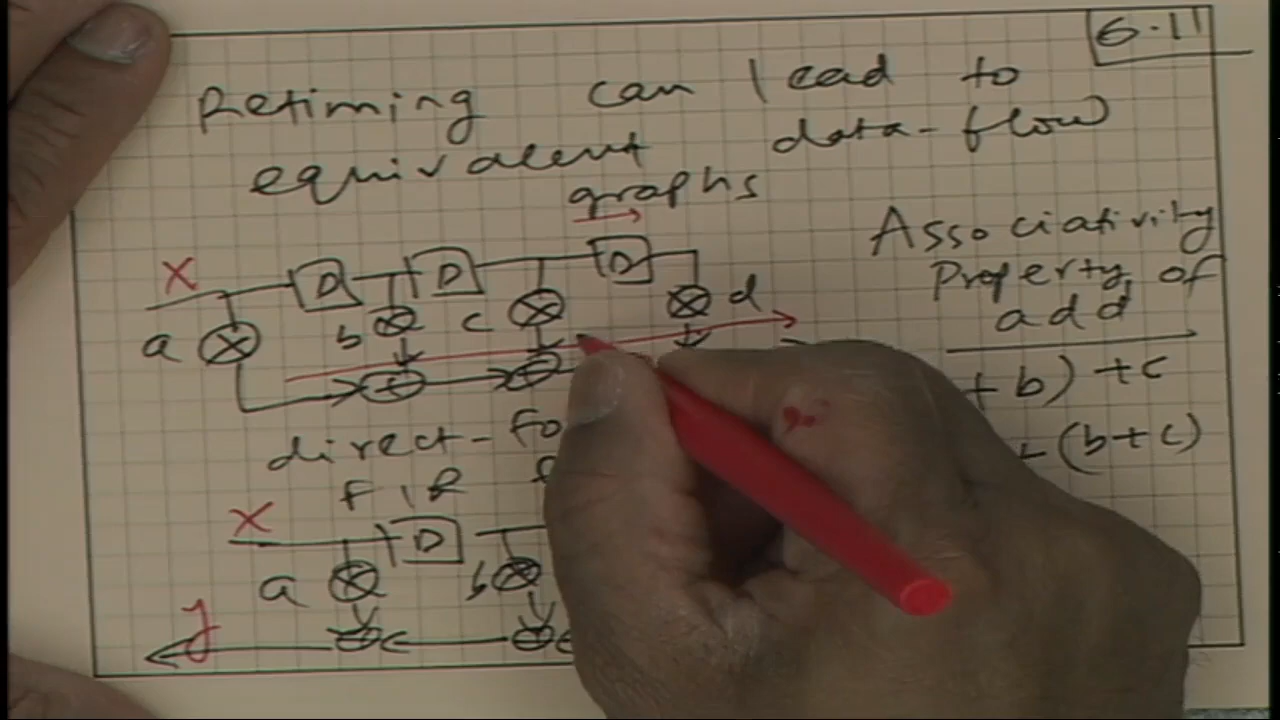 6.11
Retiming can lead to
equivalent data-flow
graphs
Associativity
Property of
add
X D D D
a b c d
+ b) + c
+ (b+c)
direct-fo
FIR
X D
a b
y